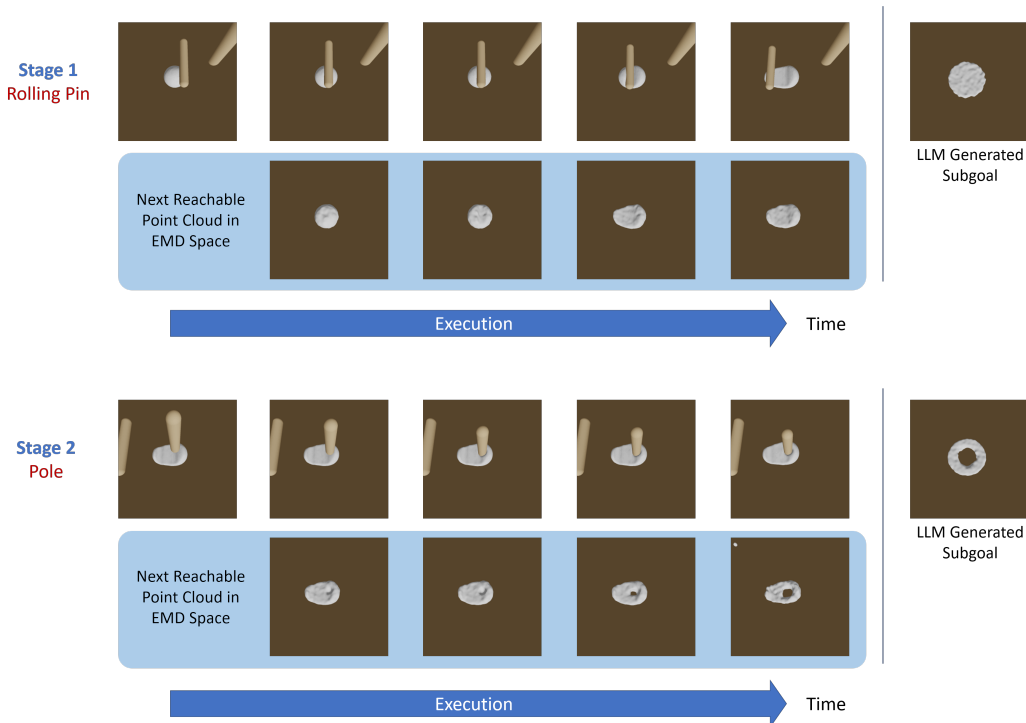 Stage 1
Rolling Pin
LLM Generated
Subgoal
Next Reachable
Point Cloud in
EMD Space
Execution
Time
Stage 2
Pole
LLM Generated
Subgoal
Next Reachable
Point Cloud in
EMD Space
Execution
Time